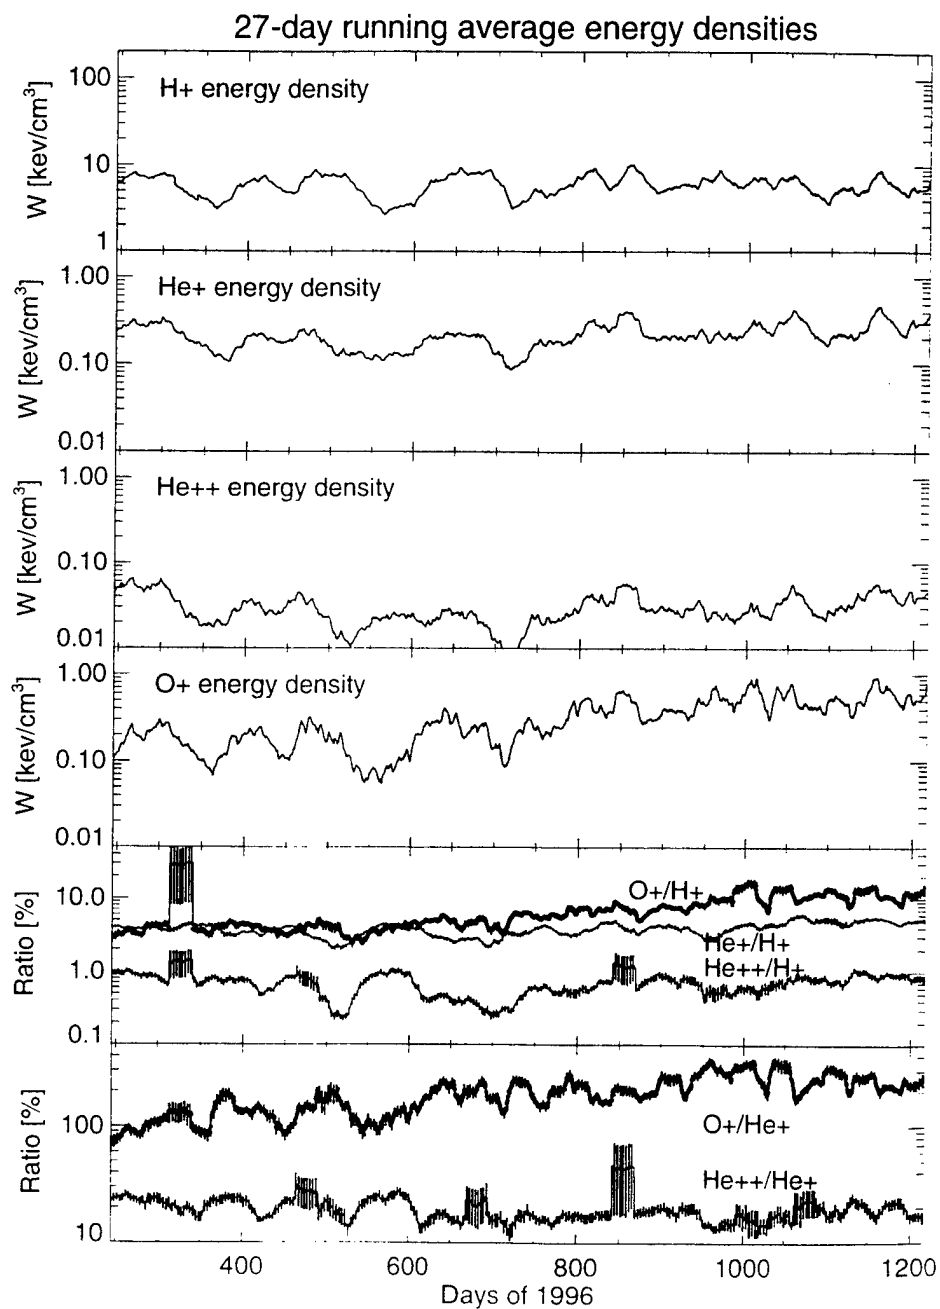 27-day running average energy densities
W [kev/cm³]
100
10
1
H+ energy density
W [kev/cm³]
1.00
0.10
0.01
He+ energy density
W [kev/cm³]
1.00
0.10
0.01
He++ energy density
W [kev/cm³]
1.00
0.10
0.01
O+ energy density
Ratio [%]
10.0
1.0
0.1
O+/H+
He+/H+
He++/H+
Ratio [%]
100
10
O+/He+
He++/He+
400 600 800 1000 1200
Days of 1996